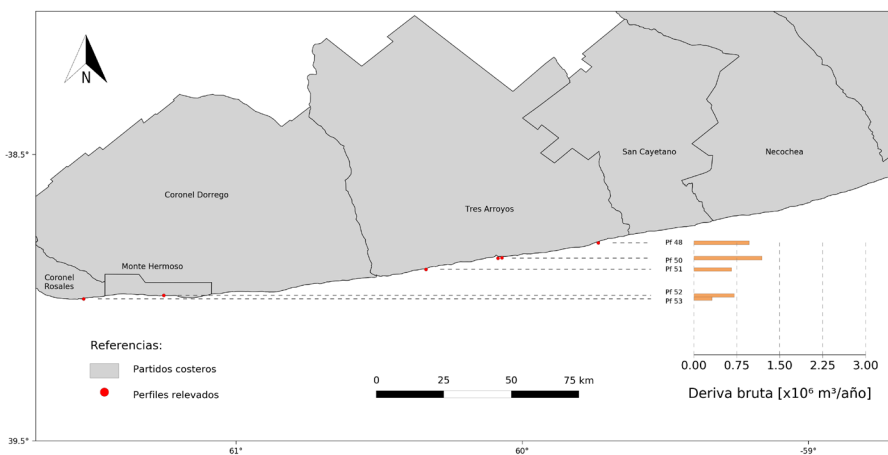 N
-38.5°
San Cayetano
Necochea
Coronel Dorrego
Tres Arroyos
Pf 48
Monte Hermoso
Pf 50
Pf 51
Coronel
Rosales
Pf 52
Pf 53
0.00 0.75 1.50 2.25 3.00
Deriva bruta [x10⁶ m³/año]
Referencias:
Partidos costeros
Perfiles relevados
0 25 50 75 km
39.5°
61° 60° -59°